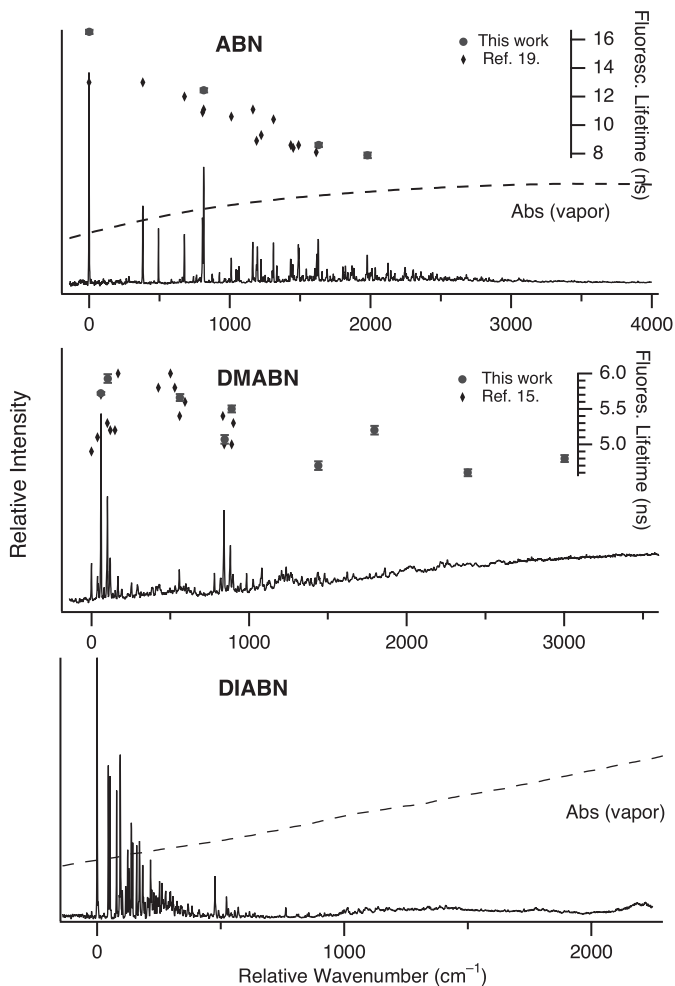 ABN
This work
Ref. 19.
16
14
12
10
8
Fluoresc. Lifetime (ns)
Abs (vapor)
0
1000
2000
3000
4000
Relative Intensity
DMABN
This work
Ref. 15.
6.0
5.5
5.0
Fluores. Lifetime (ns)
0
1000
2000
3000
DIABN
Abs (vapor)
0
1000
2000
Relative Wavenumber (cm⁻¹)